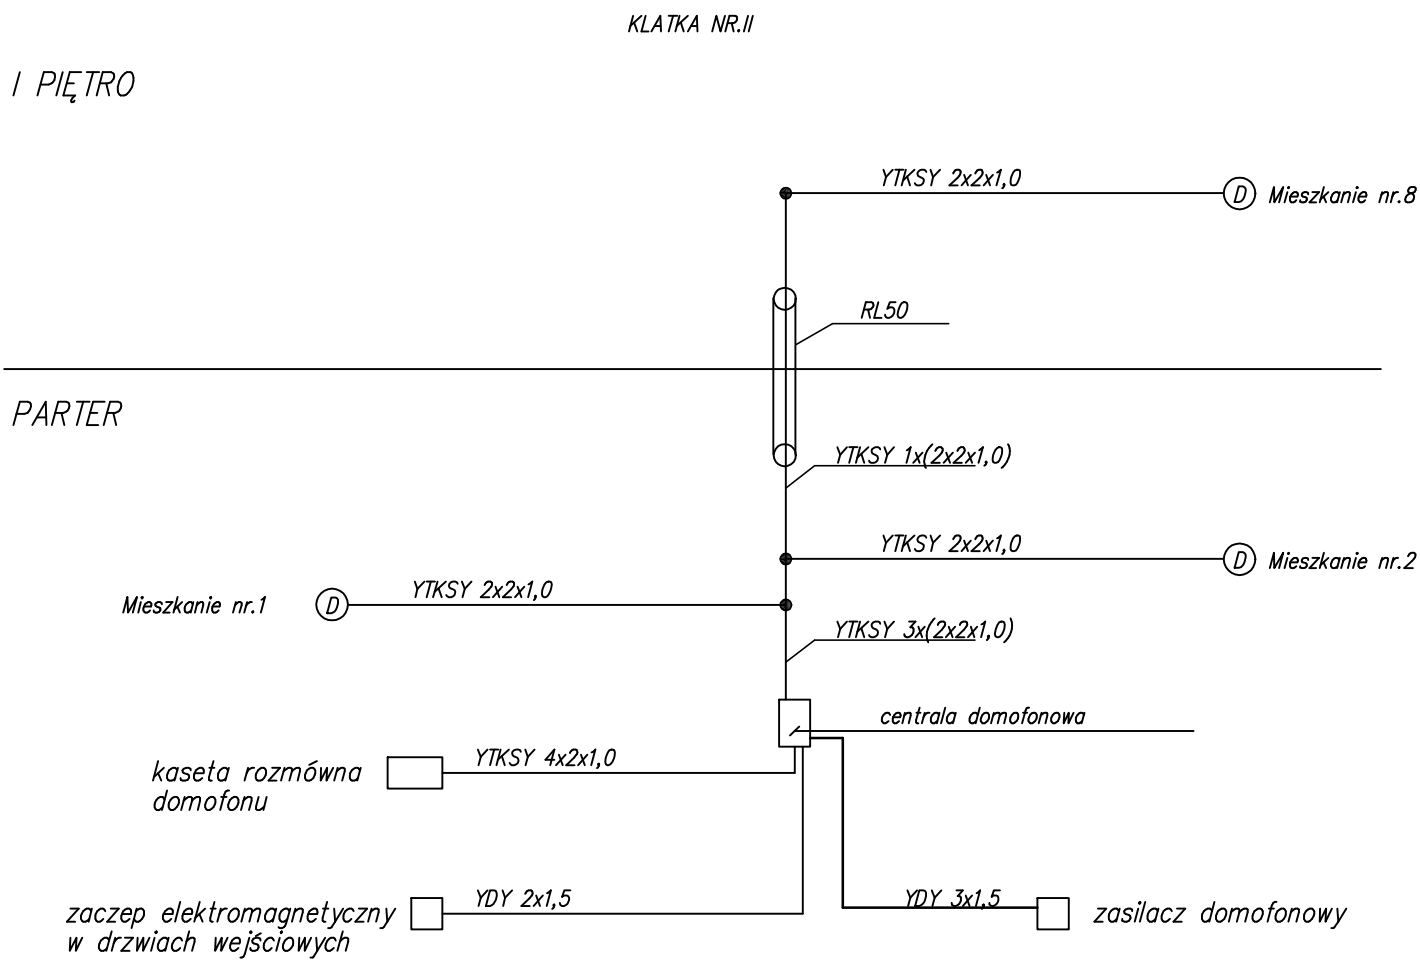 KLATKA NR.II
I PIĘTRO
YTKSY 2x2x1,0
D Mieszkanie nr.8
RL50
PARTER
YTKSY 1x(2x2x1,0)
YTKSY 2x2x1,0
D Mieszkanie nr.2
YTKSY 2x2x1,0
Mieszkanie nr.1 D
YTKSY 3x(2x2x1,0)
centrala domofonowa
YTKSY 4x2x1,0
kaseta rozmówna
domofonu
YDY 2x1,5
YDY 3x1,5
zaczep elektromagnetyczny
w drzwiach wejściowych
zasilacz domofonowy